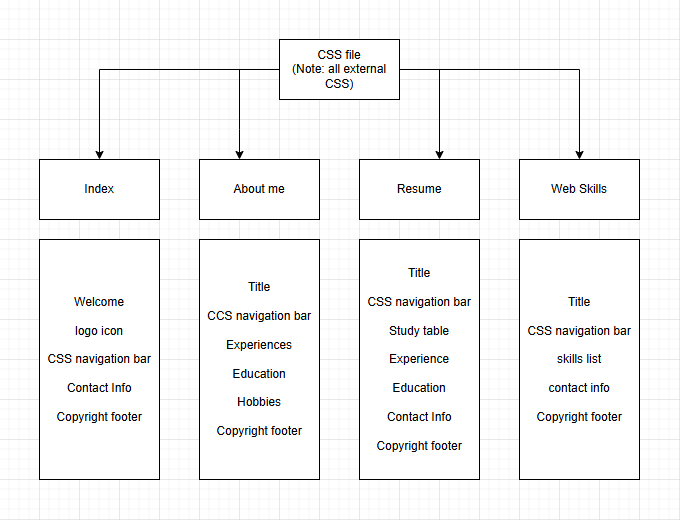 CSS file
(Note: all external
CSS)
Index
About me
Resume
Web Skills
Welcome
logo icon
CSS navigation bar
Contact Info
Copyright footer
Title
CCS navigation bar
Experiences
Education
Hobbies
Copyright footer
Title
CSS navigation bar
Study table
Experience
Education
Contact Info
Copyright footer
Title
CSS navigation bar
skills list
contact info
Copyright footer